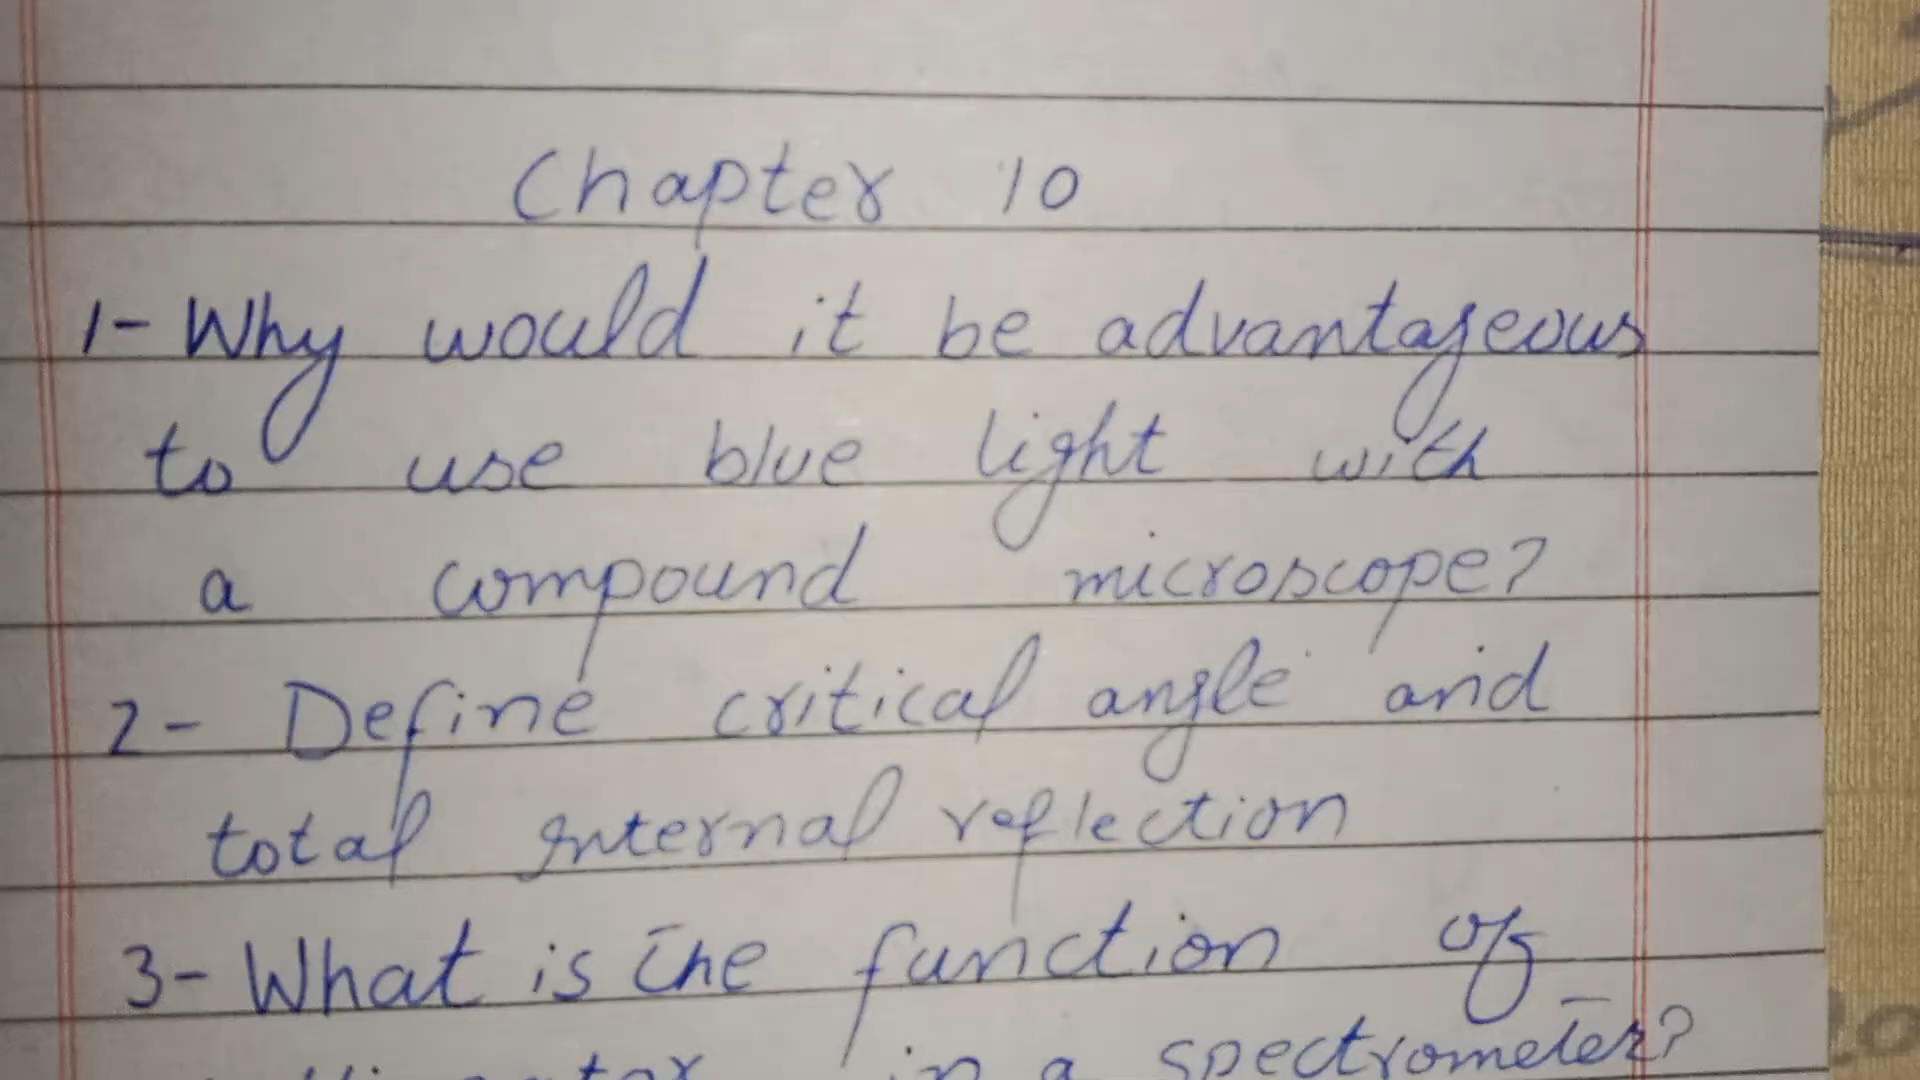 Chapter 10
1- Why would it be advantageous
to use blue light with
a compound microscope?
2- Define critical angle and
total internal reflection
3- What is the function of
in a spectrometer?